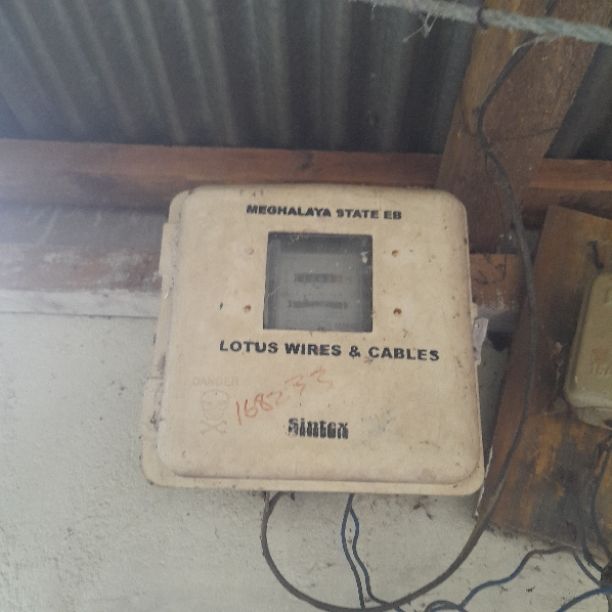 MEGHALAYA STATE EB
LOTUS WIRES & CABLES
DANGER
168233
Sintex